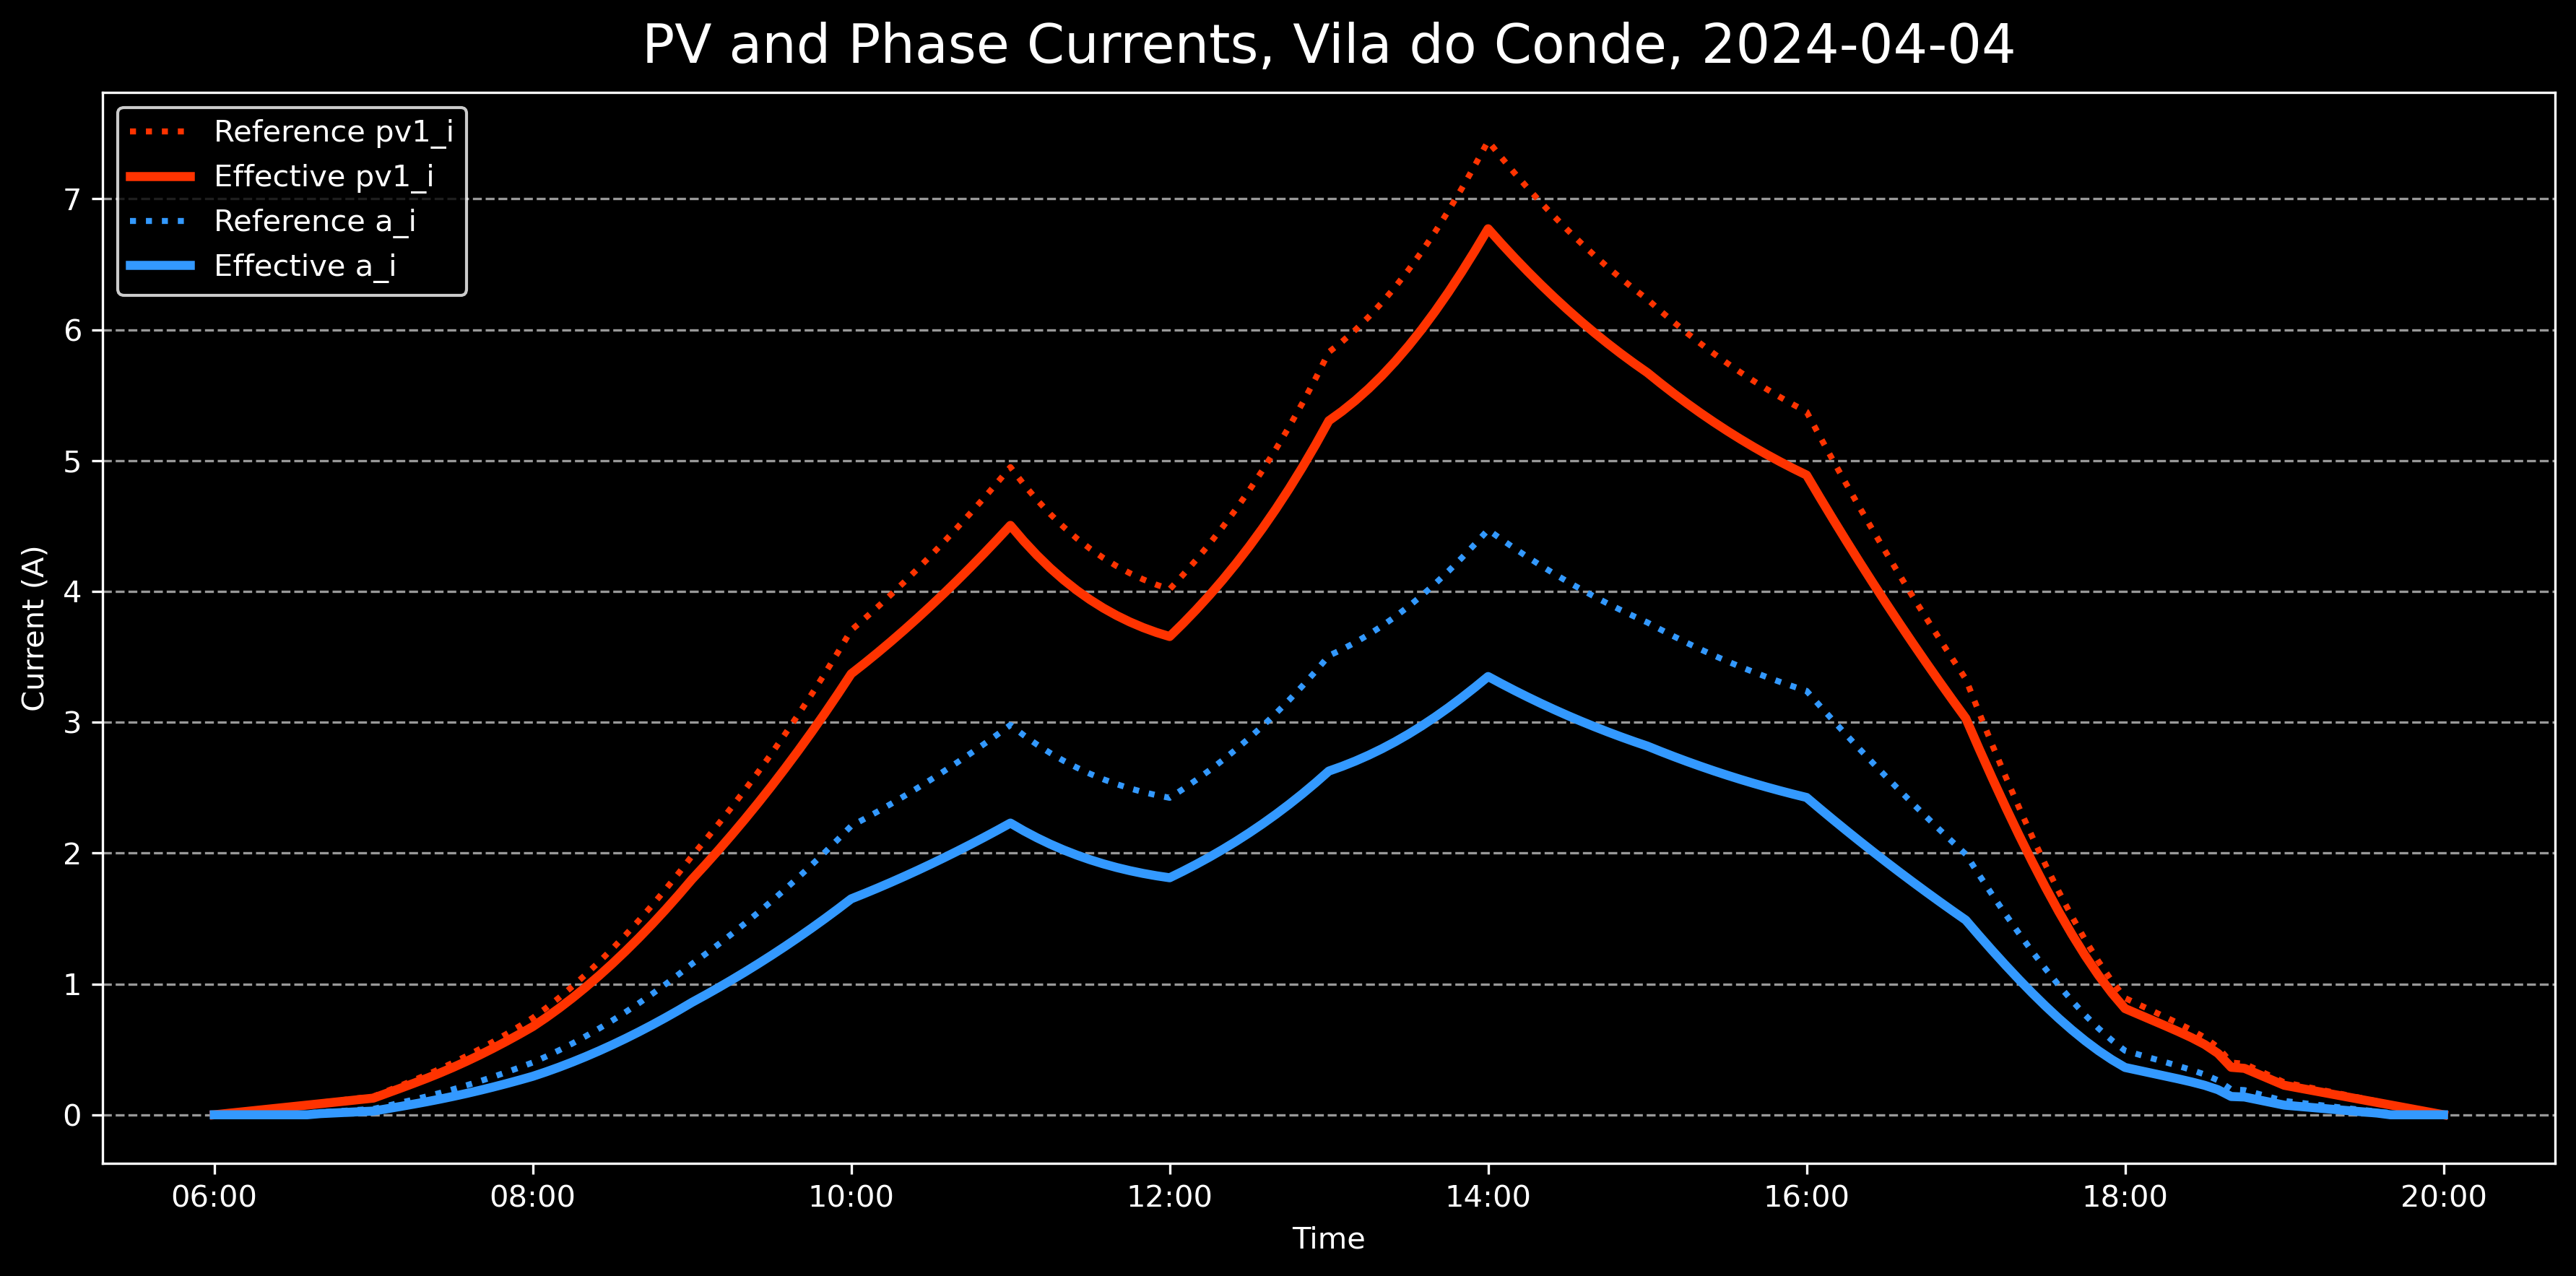 PV and Phase Currents, Vila do Conde, 2024-04-04
Reference pv1_i
Effective pv1_i
Reference a_i
Effective a_i
7
6
5
4
3
2
1
0
Current (A)
06:00 08:00 10:00 12:00 14:00 16:00 18:00 20:00
Time